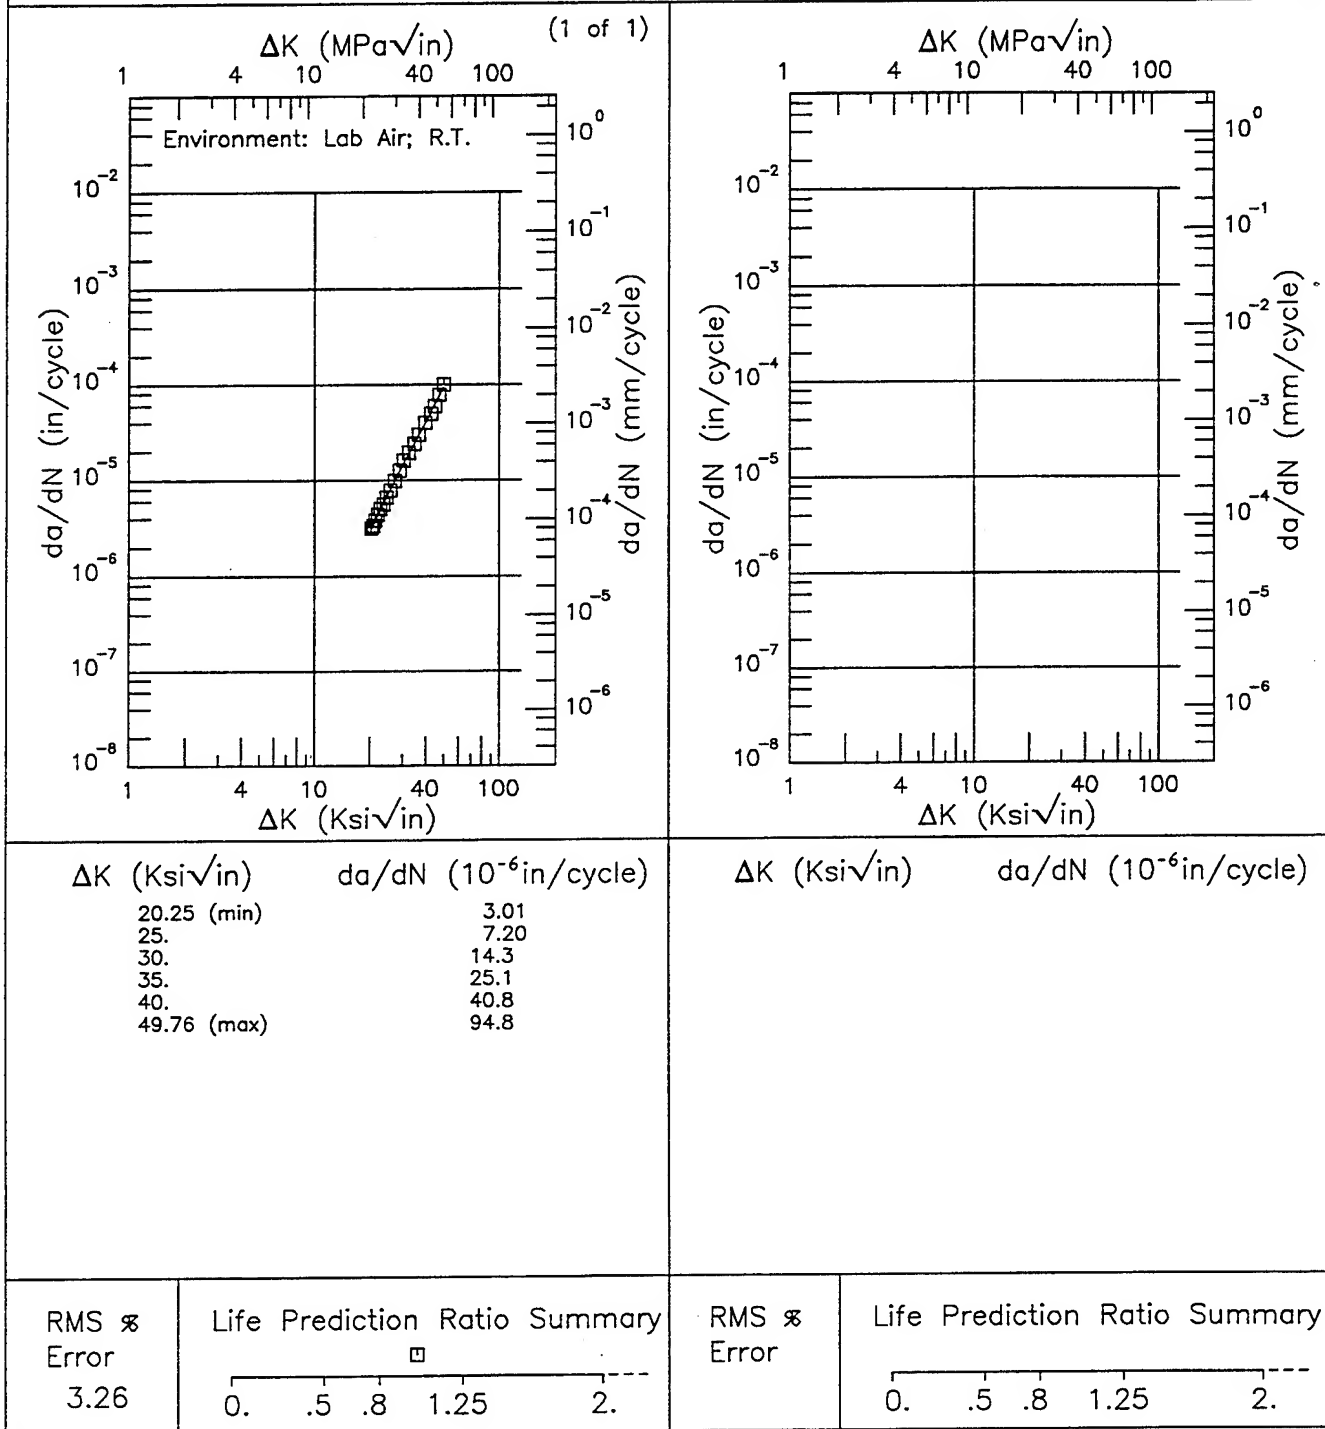 (1 of 1)
ΔK (MPa√in)
1 4 10 40 100
Environment: Lab Air; R.T.
da/dN (in/cycle)
10⁻²
10⁻³
10⁻⁴
10⁻⁵
10⁻⁶
10⁻⁷
10⁻⁸
10⁰
10⁻¹
10⁻²
10⁻³
10⁻⁴
10⁻⁵
10⁻⁶
da/dN (mm/cycle)
1 4 10 40 100
ΔK (Ksi√in)
ΔK (MPa√in)
1 4 10 40 100
da/dN (in/cycle)
10⁻²
10⁻³
10⁻⁴
10⁻⁵
10⁻⁶
10⁻⁷
10⁻⁸
10⁰
10⁻¹
10⁻²
10⁻³
10⁻⁴
10⁻⁵
10⁻⁶
da/dN (mm/cycle)
1 4 10 40 100
ΔK (Ksi√in)
ΔK (Ksi√in) da/dN (10⁻⁶in/cycle)
20.25 (min) 3.01
25. 7.20
30. 14.3
35. 25.1
40. 40.8
49.76 (max) 94.8
ΔK (Ksi√in) da/dN (10⁻⁶in/cycle)
RMS %
Error
3.26
Life Prediction Ratio Summary
0. .5 .8 1.25 2.
RMS %
Error
Life Prediction Ratio Summary
0. .5 .8 1.25 2.